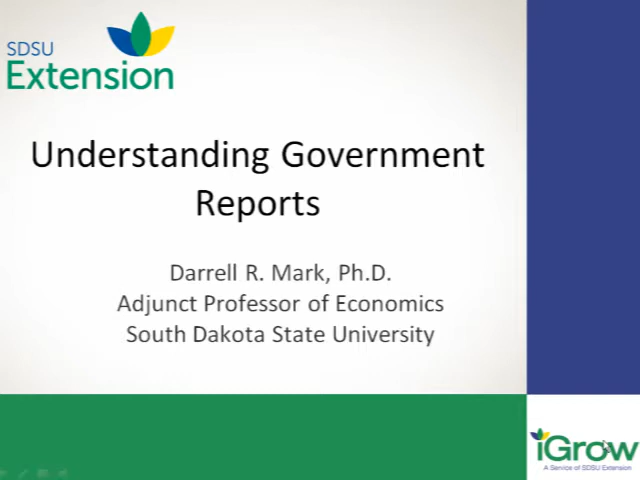 SDSU
Extension
Understanding Government
Reports
Darrell R. Mark, Ph.D.
Adjunct Professor of Economics
South Dakota State University
iGrow
A Service of SDSU Extension